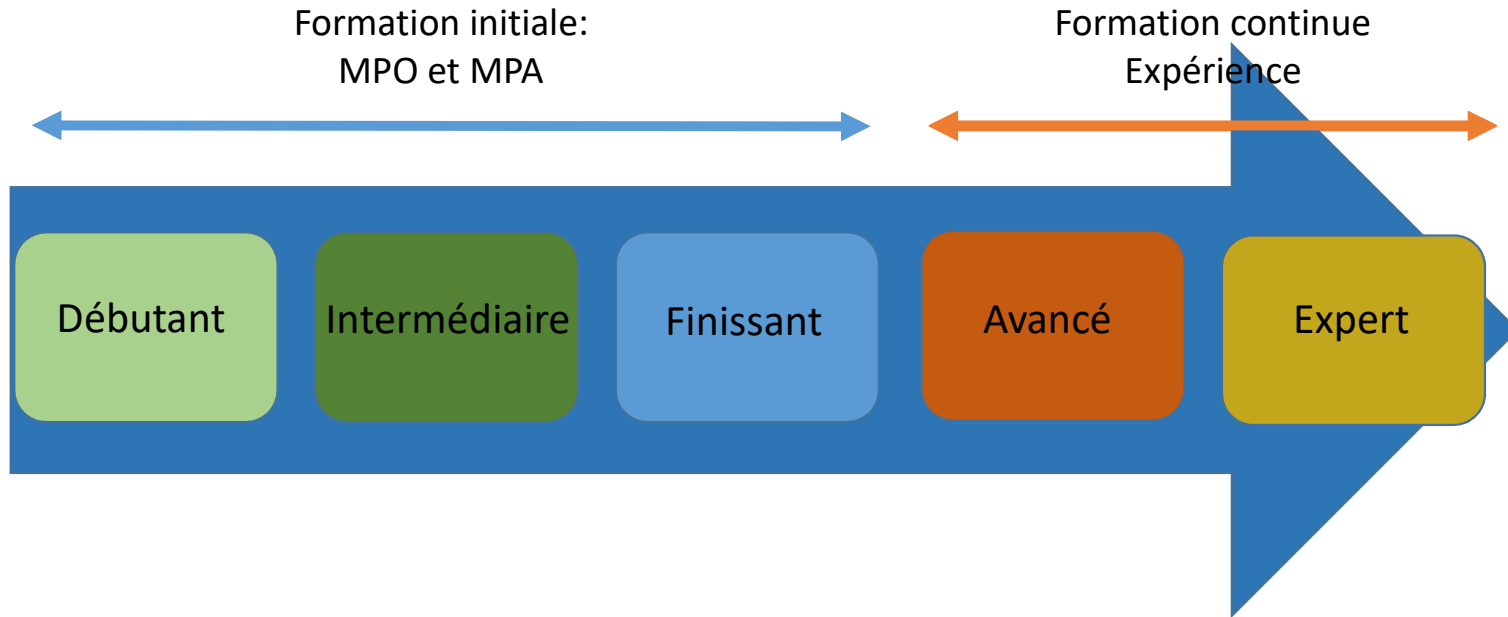 Formation initiale:
MPO et MPA
Formation continue
Expérience
Débutant
Intermédiaire
Finissant
Avancé
Expert